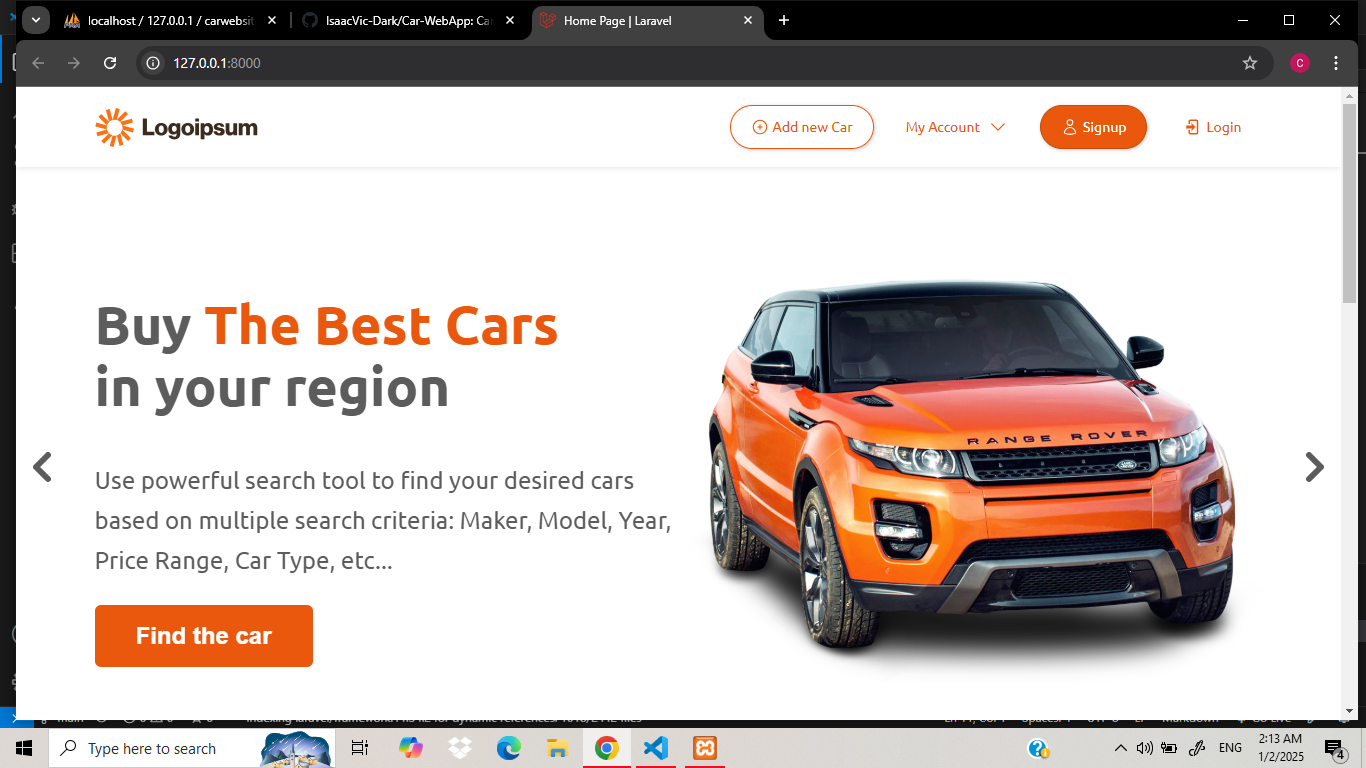 localhost / 127.0.0.1 / carwebsit
IsaacVic-Dark/Car-WebApp: Car
Home Page | Laravel
127.0.0.1:8000
C
Logoipsum
Add new Car
My Account
Signup
Login
Buy The Best Cars
in your region
RANGE ROVER
Use powerful search tool to find your desired cars
based on multiple search criteria: Maker, Model, Year,
Price Range, Car Type, etc...
Find the car
Type here to search
ENG
2:13 AM
1/2/2025
4